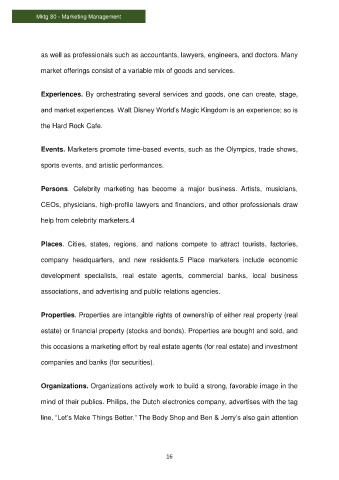 Mktg 80 - Marketing Management
as well as professionals such as accountants, lawyers, engineers, and doctors. Many
market offerings consist of a variable mix of goods and services.
Experiences. By orchestrating several services and goods, one can create, stage,
and market experiences. Walt Disney World's Magic Kingdom is an experience; so is
the Hard Rock Cafe.
Events. Marketers promote time-based events, such as the Olympics, trade shows,
sports events, and artistic performances.
Persons. Celebrity marketing has become a major business. Artists, musicians,
CEOs, physicians, high-profile lawyers and financiers, and other professionals draw
help from celebrity marketers.4
Places. Cities, states, regions, and nations compete to attract tourists, factories,
company headquarters, and new residents.5 Place marketers include economic
development specialists, real estate agents, commercial banks, local business
associations, and advertising and public relations agencies.
Properties. Properties are intangible rights of ownership of either real property (real
estate) or financial property (stocks and bonds). Properties are bought and sold, and
this occasions a marketing effort by real estate agents (for real estate) and investment
companies and banks (for securities).
Organizations. Organizations actively work to build a strong, favorable image in the
mind of their publics. Philips, the Dutch electronics company, advertises with the tag
line, "Let's Make Things Better." The Body Shop and Ben & Jerry's also gain attention
16